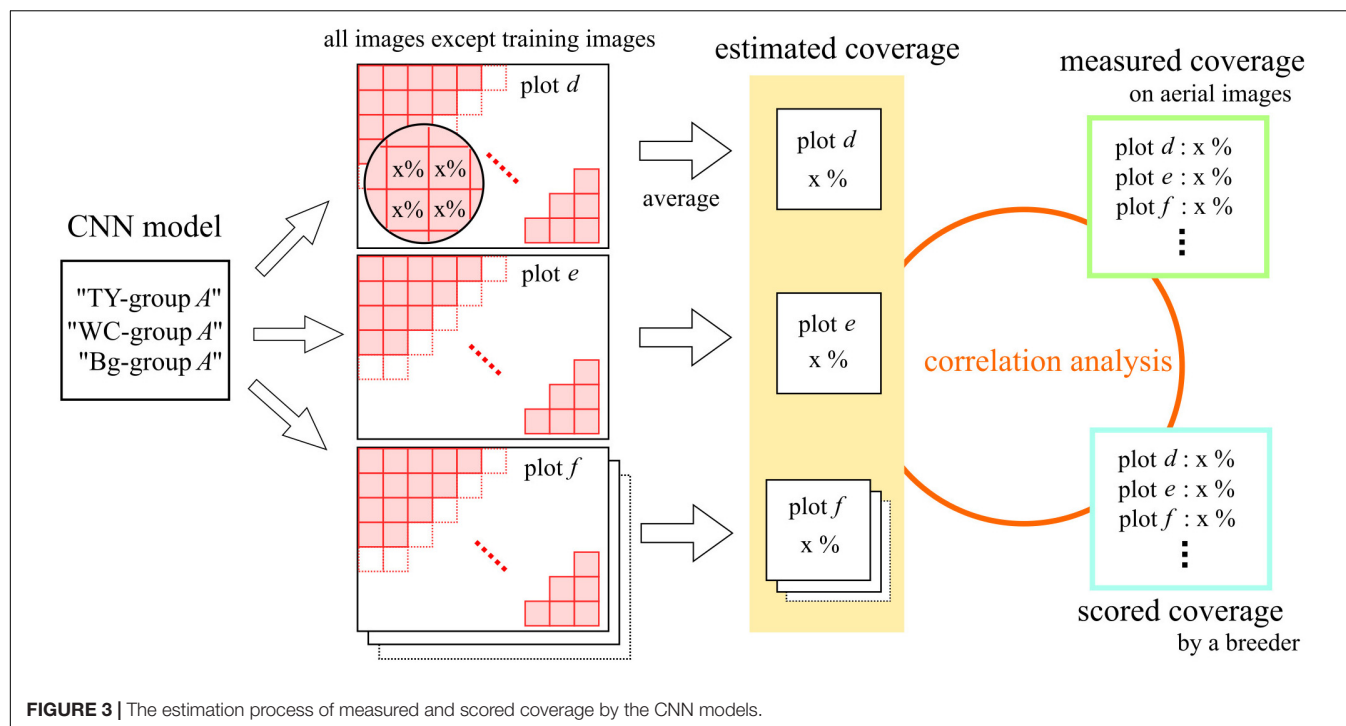 all images except training images
plot d
x% x%
x% x%
plot e
plot f
CNN model
"TY-group A"
"WC-group A"
"Bg-group A"
average
estimated coverage
plot d
x %
plot e
x %
plot f
x %
measured coverage
on aerial images
plot d : x %
plot e : x %
plot f : x %
correlation analysis
plot d : x %
plot e : x %
plot f : x %
scored coverage
by a breeder
FIGURE 3 | The estimation process of measured and scored coverage by the CNN models.